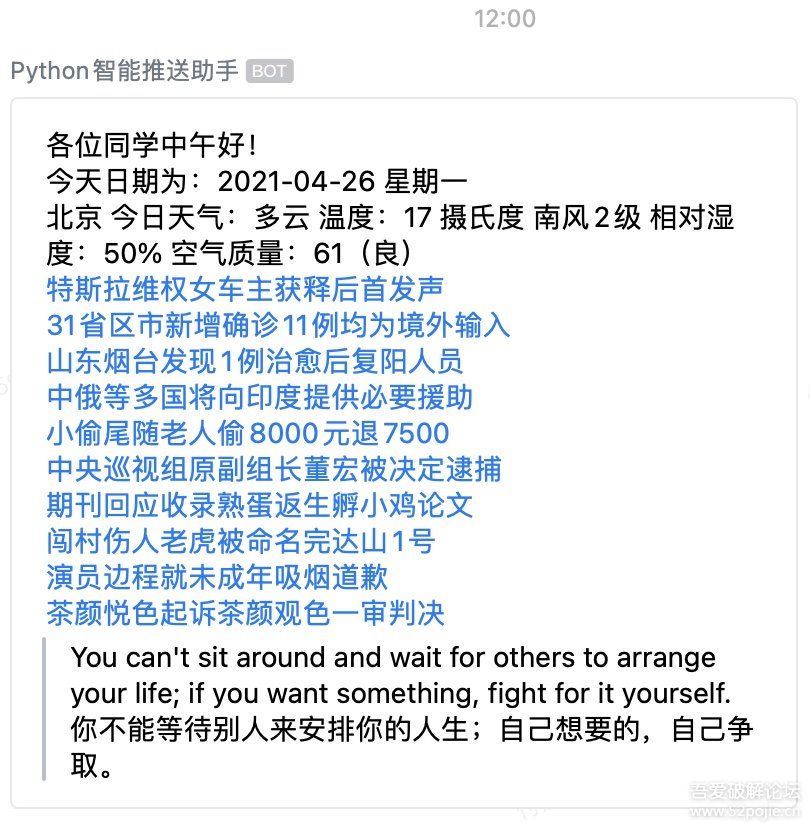 12:00
Python智能推送助手 BOT
各位同学中午好！
今天日期为：2021-04-26 星期一
北京 今日天气：多云 温度：17 摄氏度 南风2级 相对湿
度：50% 空气质量：61（良）
特斯拉维权女车主获释后首发声
31省区市新增确诊11例均为境外输入
山东烟台发现1例治愈后复阳人员
中俄等多国将向印度提供必要援助
小偷尾随老人偷8000元退7500
中央巡视组原副组长董宏被决定逮捕
期刊回应收录熟蛋返生孵小鸡论文
闯村伤人老虎被命名完达山1号
演员边程就未成年吸烟道歉
茶颜悦色起诉茶颜观色一审判决
You can't sit around and wait for others to arrange
your life; if you want something, fight for it yourself.
你不能等待别人来安排你的人生；自己想要的，自己争
取。
吾爱破解论坛
www.52pojie.cn